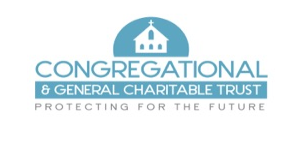 CONGREGATIONAL
& GENERAL CHARITABLE TRUST
PROTECTING FOR THE FUTURE